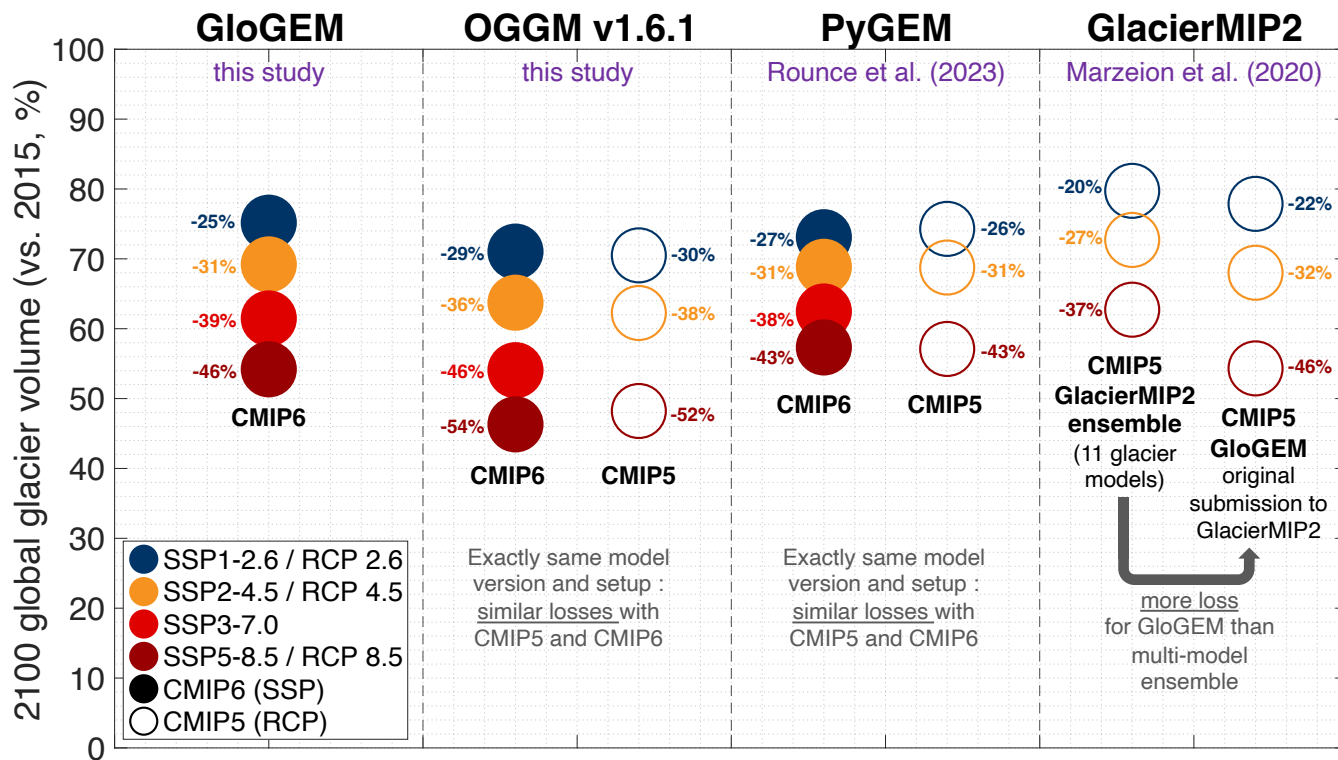 GloGEM
OGGM v1.6.1
PyGEM
GlacierMIP2
this study
this study
Rounce et al. (2023)
Marzeion et al. (2020)
2100 global glacier volume (vs. 2015, %)
100
90
80
70
60
50
40
30
20
10
0
-25%
-31%
-39%
-46%
CMIP6
-29%
-36%
-46%
-54%
CMIP6
-30%
-38%
-52%
CMIP5
-27%
-31%
-38%
-43%
CMIP6
-26%
-31%
-43%
CMIP5
-20%
-27%
-37%
CMIP5
GlacierMIP2
ensemble
(11 glacier
models)
-22%
-32%
-46%
CMIP5
GloGEM
original
submission to
GlacierMIP2
SSP1-2.6 / RCP 2.6
SSP2-4.5 / RCP 4.5
SSP3-7.0
SSP5-8.5 / RCP 8.5
CMIP6 (SSP)
CMIP5 (RCP)
Exactly same model
version and setup :
similar losses with
CMIP5 and CMIP6
Exactly same model
version and setup :
similar losses with
CMIP5 and CMIP6
more loss
for GloGEM than
multi-model
ensemble